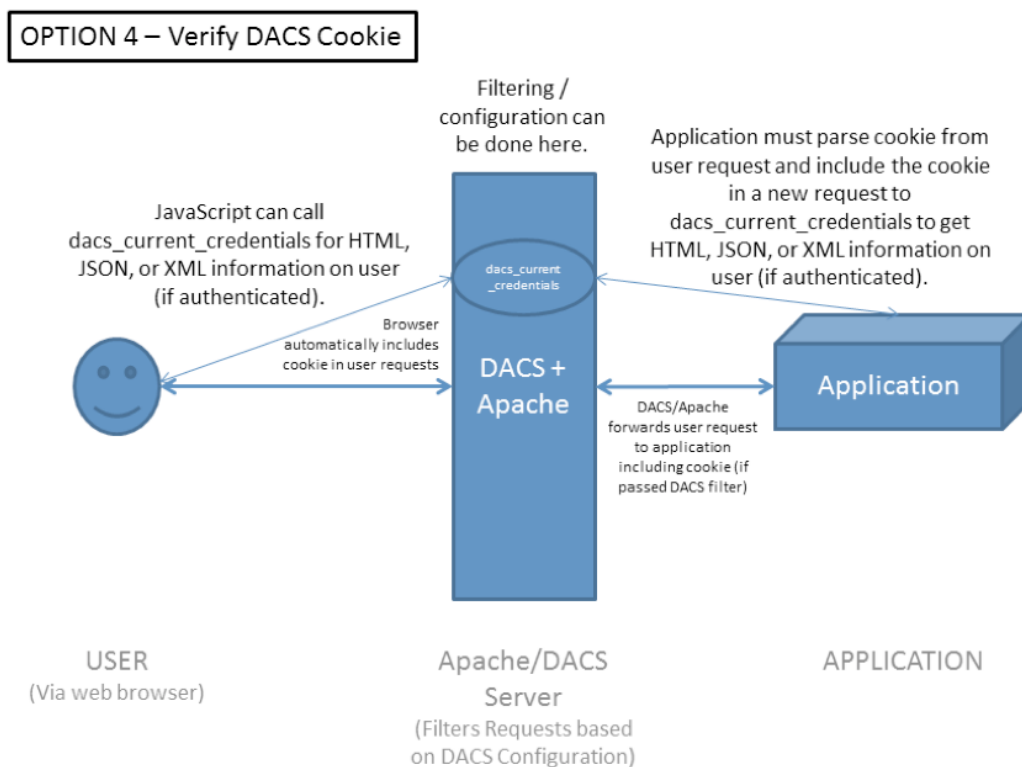 OPTION 4 – Verify DACS Cookie
Filtering /
configuration can
be done here.
Application must parse cookie from
user request and include the cookie
in a new request to
dacs_current_credentials to get
HTML, JSON, or XML information on
user (if authenticated).
JavaScript can call
dacs_current_credentials for HTML,
JSON, or XML information on user
(if authenticated).
dacs_current
_credentials
Browser
automatically includes
cookie in user requests
DACS +
Apache
Application
DACS/Apache
forwards user request
to application
including cookie (if
passed DACS filter)
USER
(Via web browser)
Apache/DACS
Server
(Filters Requests based
on DACS Configuration)
APPLICATION